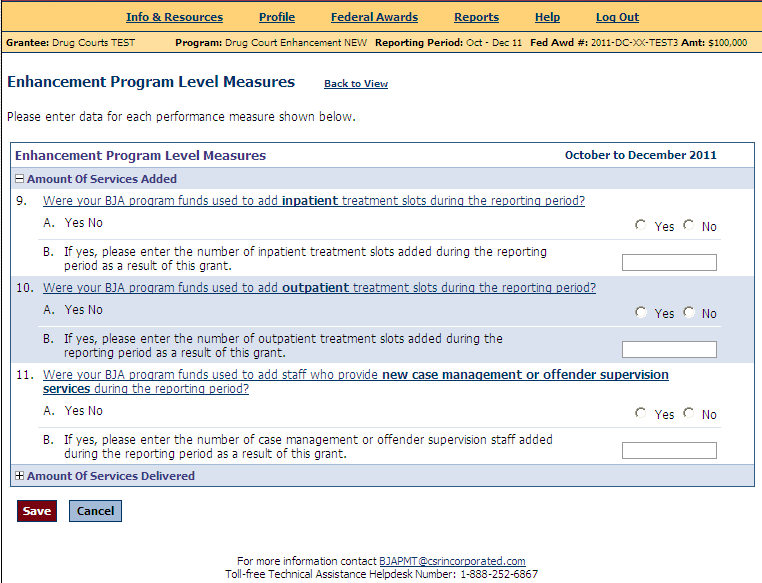 Info & Resources Profile Federal Awards Reports Help Log Out
Grantee: Drug Courts TEST Program: Drug Court Enhancement NEW Reporting Period: Oct - Dec 11 Fed Awd #: 2011-DC-XX-TEST3 Amt: $100,000
Enhancement Program Level Measures Back to View
Please enter data for each performance measure shown below.
Enhancement Program Level Measures October to December 2011
Amount Of Services Added
9. Were your BJA program funds used to add inpatient treatment slots during the reporting period?
A. Yes No Yes No
B. If yes, please enter the number of inpatient treatment slots added during the reporting
period as a result of this grant.
10. Were your BJA program funds used to add outpatient treatment slots during the reporting period?
A. Yes No Yes No
B. If yes, please enter the number of outpatient treatment slots added during the
reporting period as a result of this grant.
11. Were your BJA program funds used to add staff who provide new case management or offender supervision
services during the reporting period?
A. Yes No Yes No
B. If yes, please enter the number of case management or offender supervision staff added
during the reporting period as a result of this grant.
Amount Of Services Delivered
Save Cancel
For more information contact BJAPMT@csrincorporated.com
Toll-free Technical Assistance Helpdesk Number: 1-888-252-6867